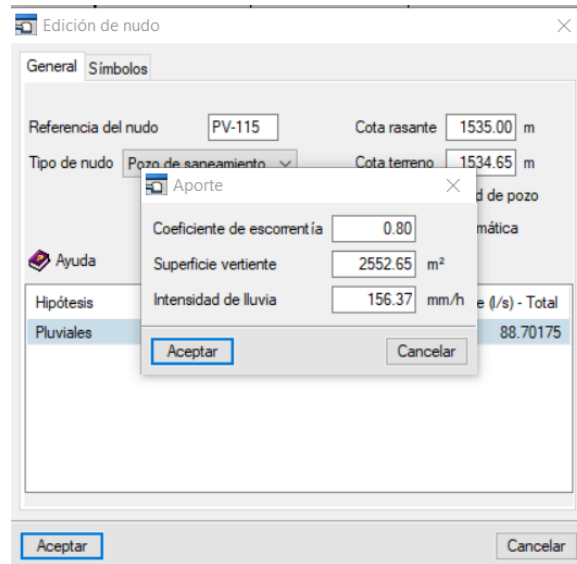 Edición de nudo
General Símbolos
Referencia del nudo PV-115 Cota rasante 1535.00 m
Tipo de nudo Pozo de saneamiento Cota terreno 1534.65 m
Aporte
d de pozo
Coeficiente de escorrentía 0.80
mática
Ayuda
Superficie vertiente 2552.65 m²
Hipótesis
Intensidad de lluvia 156.37 mm/h
e (l/s) - Total
Pluviales 88.70175
Aceptar Cancelar
Aceptar Cancelar